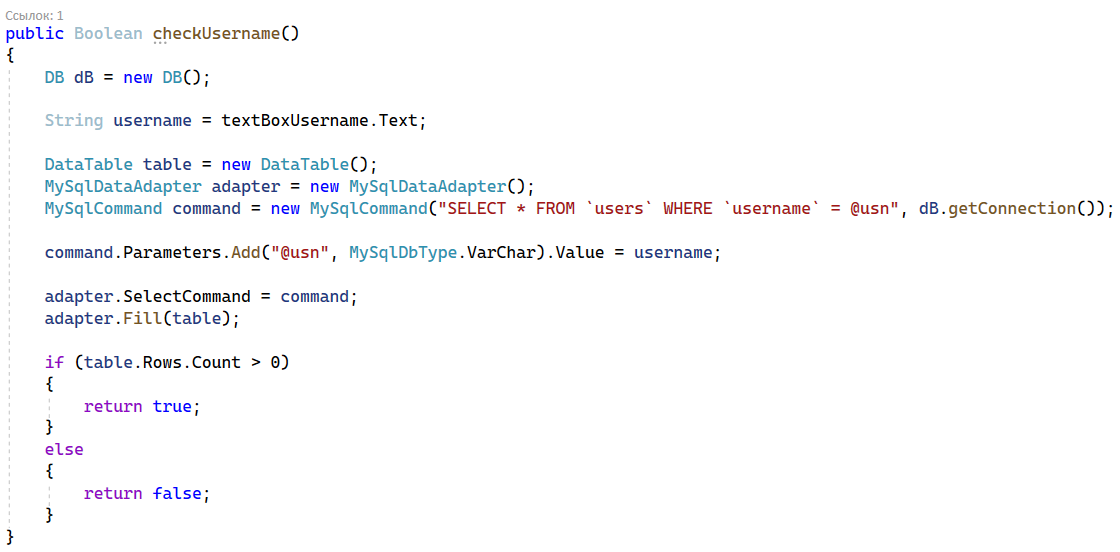 Ссылок: 1
public Boolean checkUsername()
{
    DB dB = new DB();
    String username = textBoxUsername.Text;
    DataTable table = new DataTable();
    MySqlDataAdapter adapter = new MySqlDataAdapter();
    MySqlCommand command = new MySqlCommand("SELECT * FROM `users` WHERE `username` = @usn", dB.getConnection());
    command.Parameters.Add("@usn", MySqlDbType.VarChar).Value = username;
    adapter.SelectCommand = command;
    adapter.Fill(table);
    if (table.Rows.Count > 0)
    {
        return true;
    }
    else
    {
        return false;
    }
}